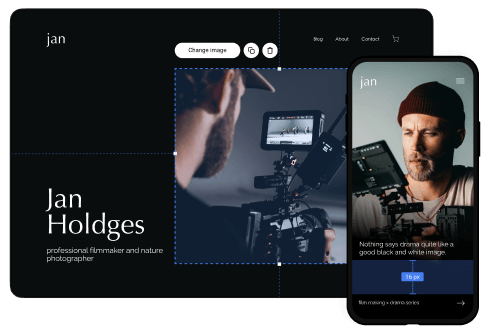 jan
Change image
Blog About Contact
Jan
Holdges
professional filmmaker and nature
photographer
jan
Nothing says drama quite like a
good black and white image.
16 px
film making > drama series